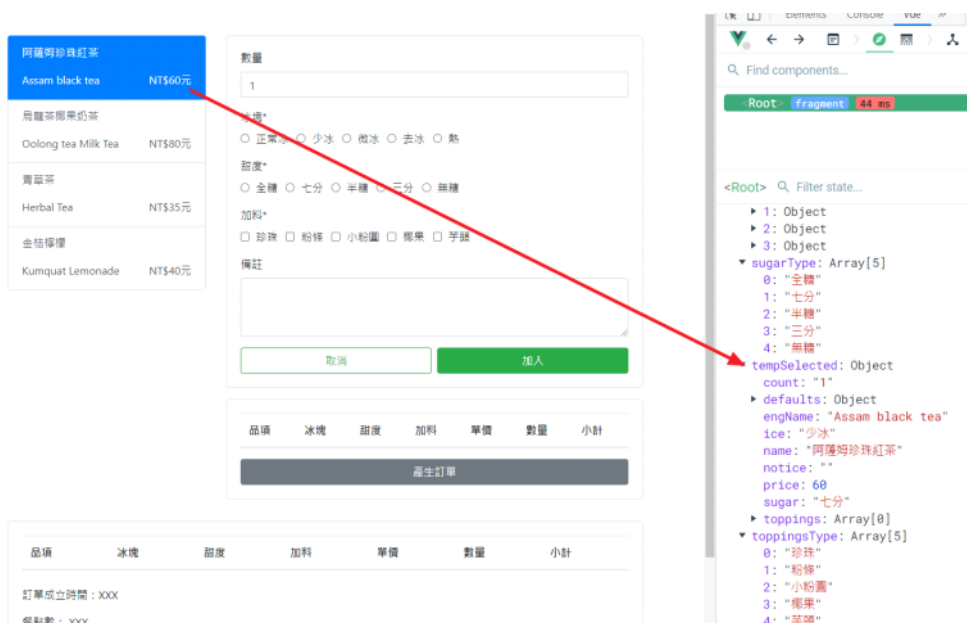 阿薩姆珍珠紅茶
Assam black tea NT$60元
烏龍茶椰果奶茶
Oolong tea Milk Tea NT$80元
青草茶
Herbal Tea NT$35元
金桔檸檬
Kumquat Lemonade NT$40元
數量
1
冰塊*
正常冰 少冰 微冰 去冰 熱
甜度*
全糖 七分 半糖 三分 無糖
加料*
珍珠 粉條 小粉圓 椰果 芋頭
備註
取消 加入
品項 冰塊 甜度 加料 單價 數量 小計
產生訂單
品項 冰塊 甜度 加料 單價 數量 小計
訂單成立時間：XXX
餐點數： XXX
Elements Console Vue
Find components...
<Root> fragment 44 ms
<Root> Filter state...
1: Object
2: Object
3: Object
sugarType: Array[5]
0: "全糖"
1: "七分"
2: "半糖"
3: "三分"
4: "無糖"
tempSelected: Object
count: "1"
defaults: Object
engName: "Assam black tea"
ice: "少冰"
name: "阿薩姆珍珠紅茶"
notice: ""
price: 60
sugar: "七分"
toppings: Array[0]
toppingsType: Array[5]
0: "珍珠"
1: "粉條"
2: "小粉圓"
3: "椰果"
4: "芋頭"